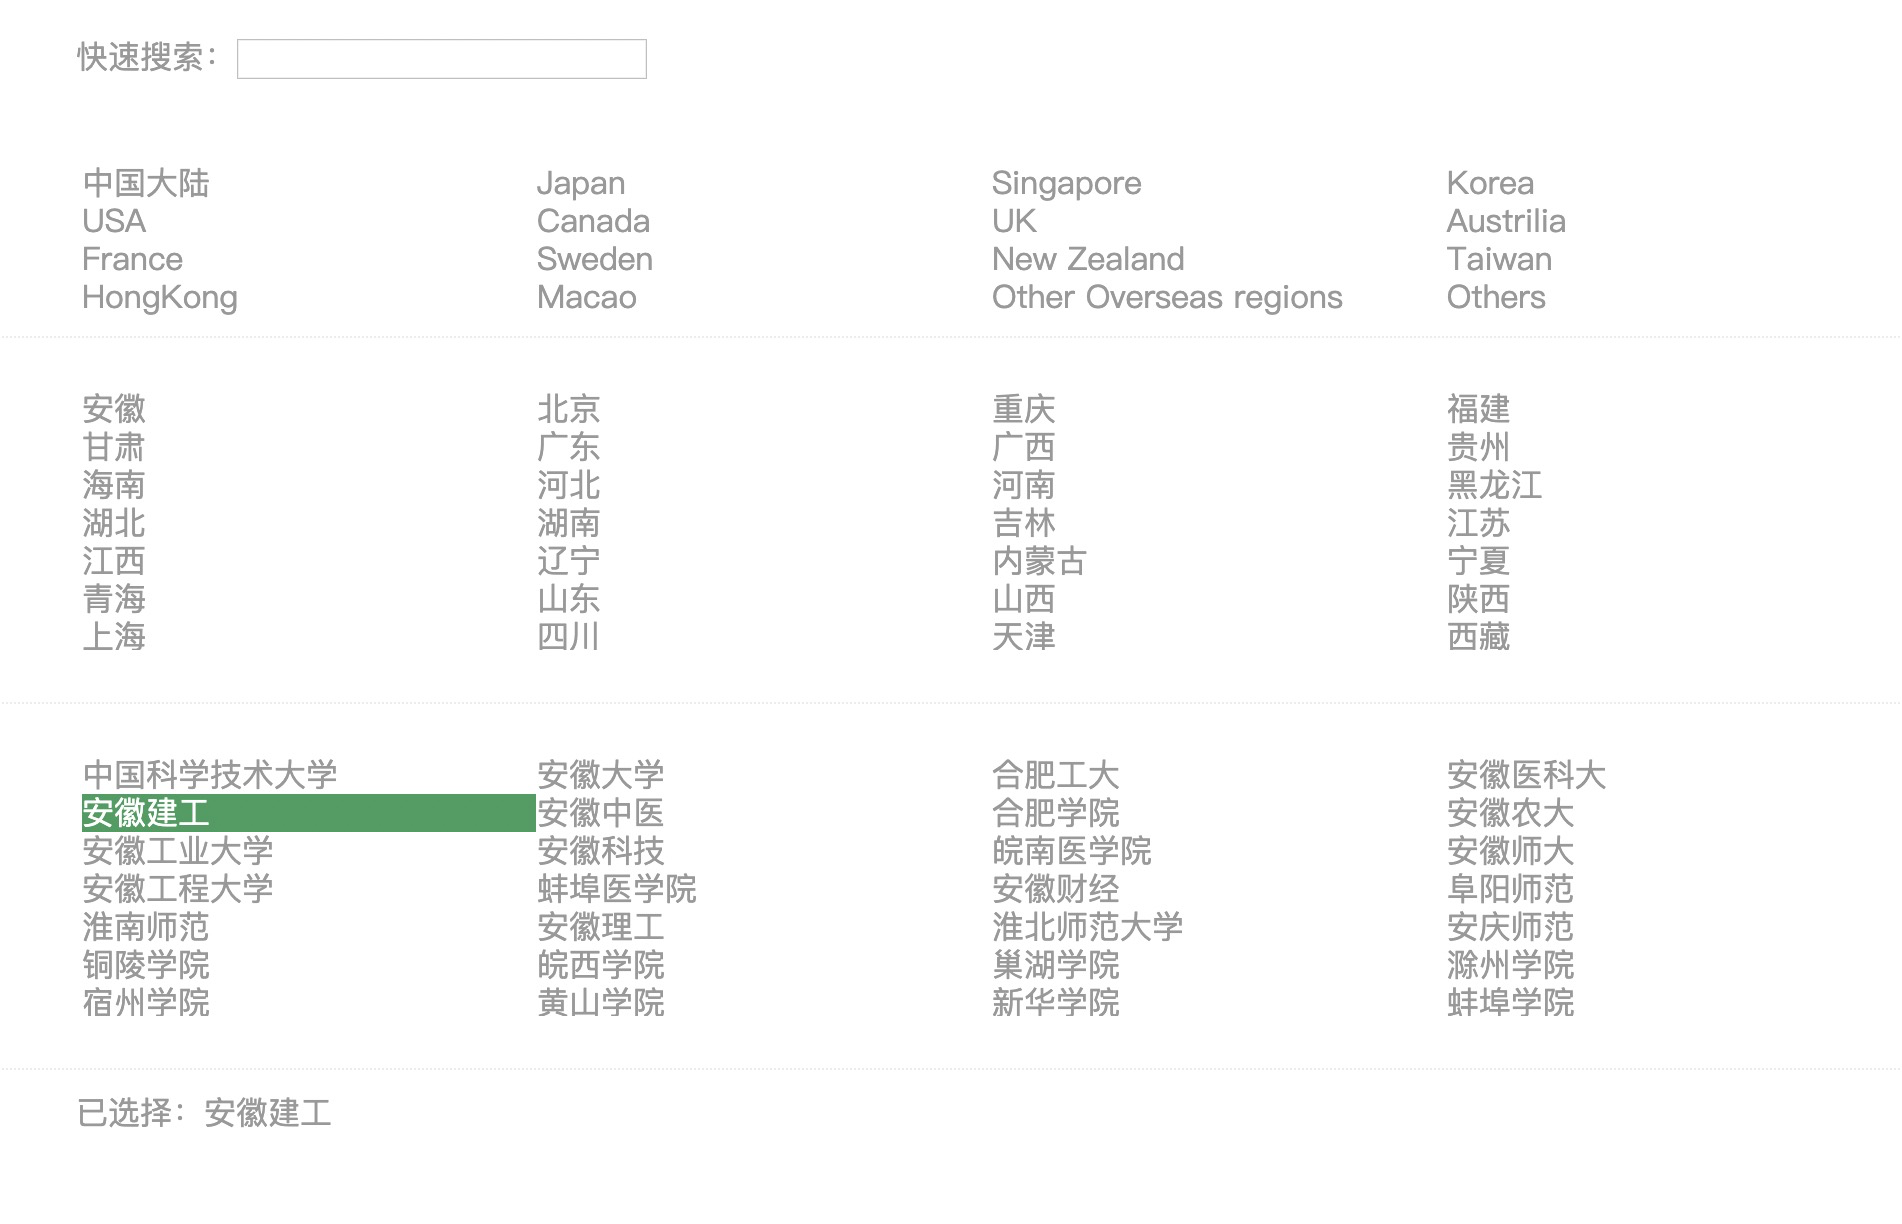 快速搜索：
中国大陆 Japan Singapore Korea
USA Canada UK Austrilia
France Sweden New Zealand Taiwan
HongKong Macao Other Overseas regions Others
安徽 北京 重庆 福建
甘肃 广东 广西 贵州
海南 河北 河南 黑龙江
湖北 湖南 吉林 江苏
江西 辽宁 内蒙古 宁夏
青海 山东 山西 陕西
上海 四川 天津 西藏
中国科学技术大学 安徽大学 合肥工大 安徽医科大
安徽建工 安徽中医 合肥学院 安徽农大
安徽工业大学 安徽科技 皖南医学院 安徽师大
安徽工程大学 蚌埠医学院 安徽财经 阜阳师范
淮南师范 安徽理工 淮北师范大学 安庆师范
铜陵学院 皖西学院 巢湖学院 滁州学院
宿州学院 黄山学院 新华学院 蚌埠学院
已选择：安徽建工